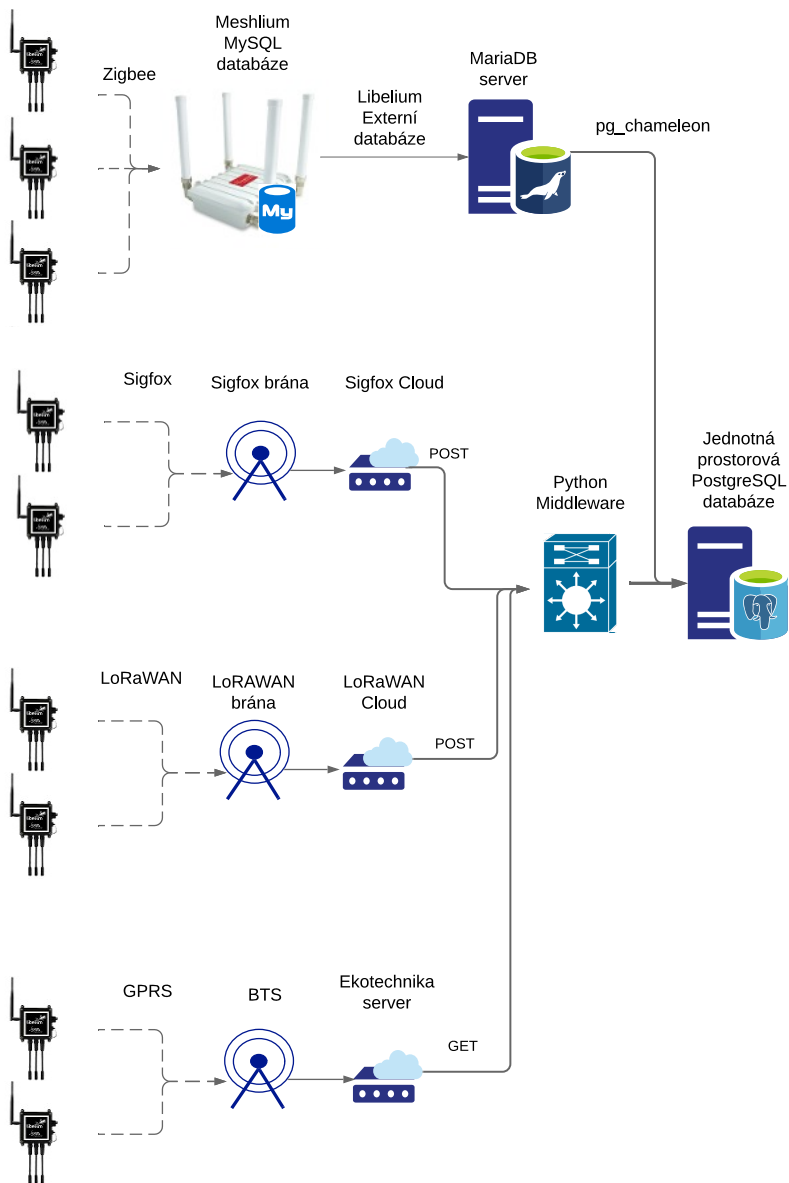 Meshlium
MySQL
databáze
Zigbee
MariaDB
server
Libelium
Externí
databáze
pg_chameleon
My
Sigfox
Sigfox brána
Sigfox Cloud
POST
Python
Middleware
Jednotná
prostorová
PostgreSQL
databáze
LoRaWAN
LoRAWAN
brána
LoRaWAN
Cloud
POST
GPRS
BTS
Ekotechnika
server
GET